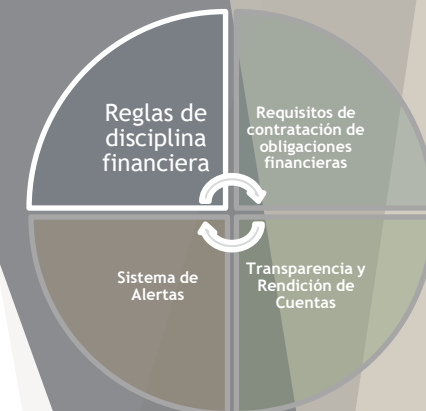 Reglas de
disciplina
financiera
Requisitos de
contratación de
obligaciones
financieras
Sistema de
Alertas
Transparencia y
Rendición de
Cuentas